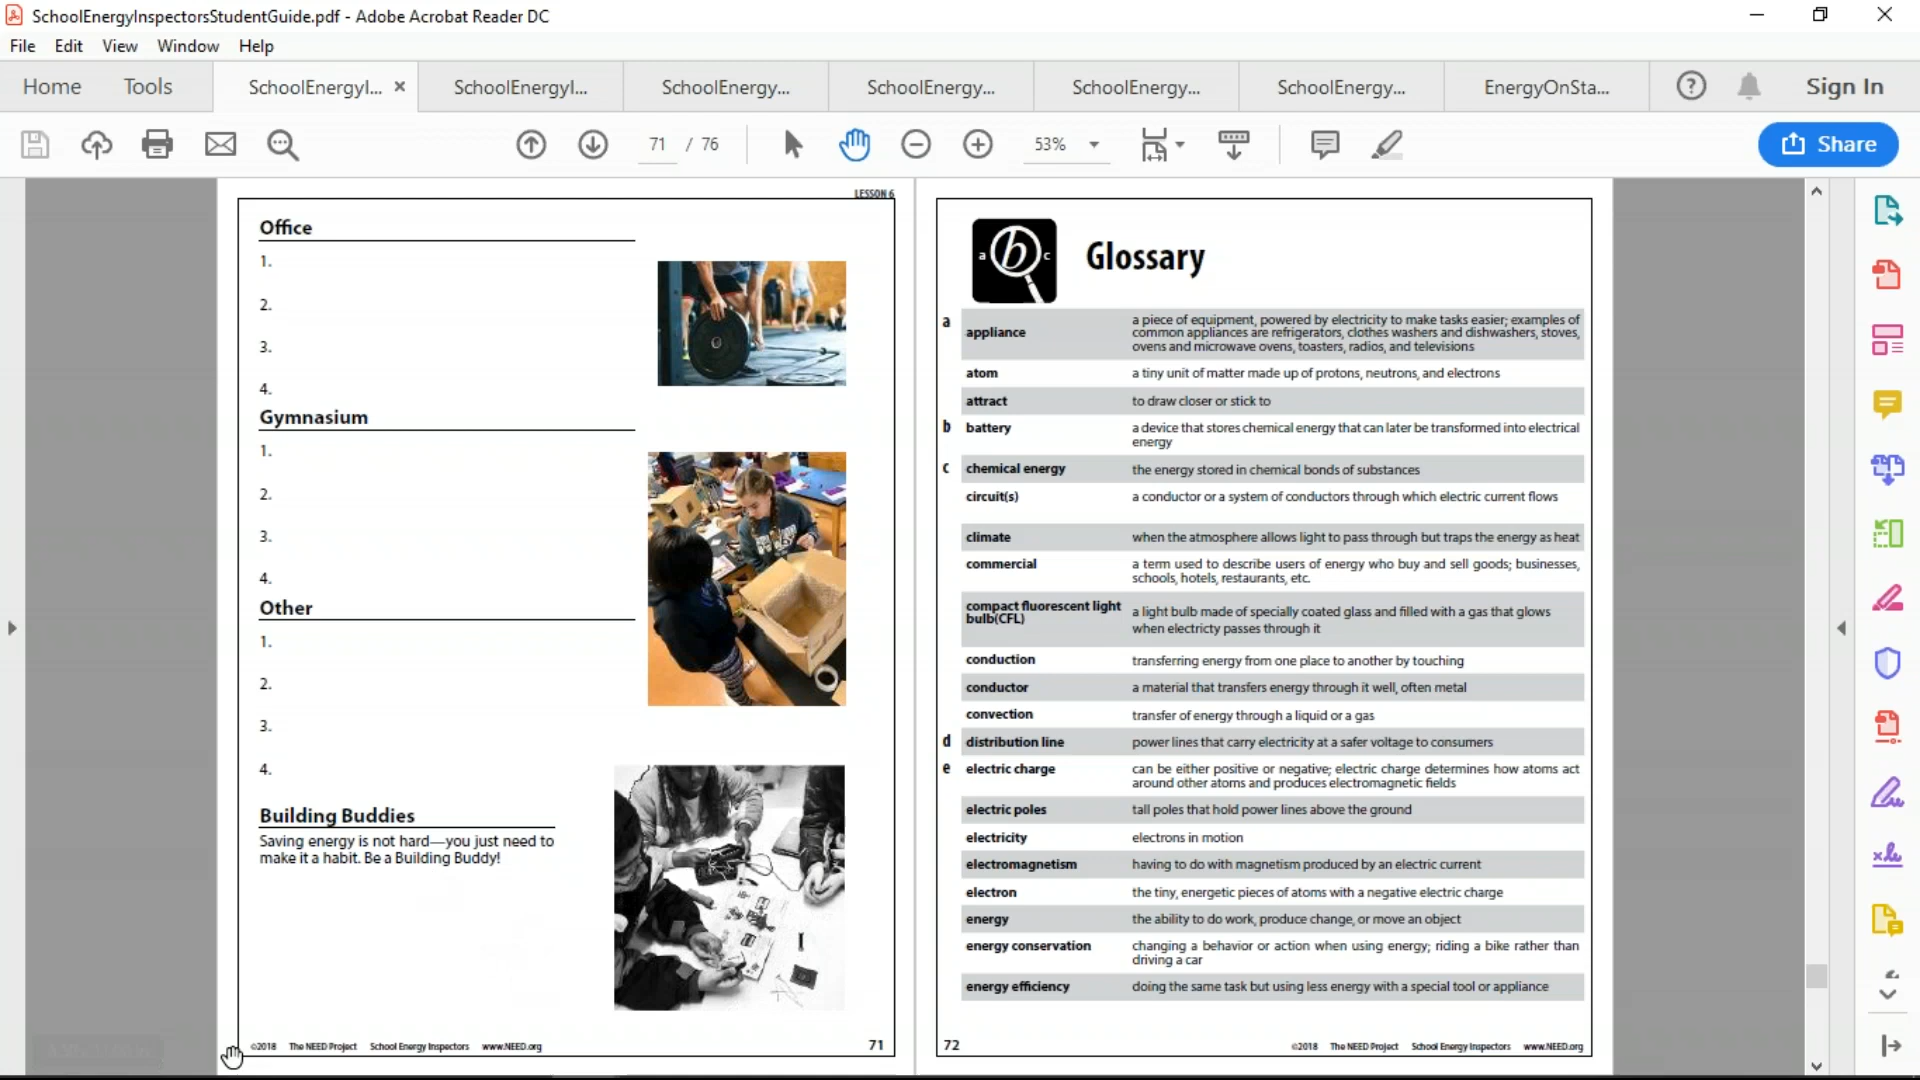 SchoolEnergyInspectorsStudentGuide.pdf - Adobe Acrobat Reader DC
File Edit View Window Help
Home Tools SchoolEnergyI... SchoolEnergyI... SchoolEnergy... SchoolEnergy... SchoolEnergy... SchoolEnergy... EnergyOnSta... Sign In
71 / 76 53% Share
LESSON 6
Office
1.
2.
3.
4.
Gymnasium
1.
2.
3.
4.
Other
1.
2.
3.
4.
Building Buddies
Saving energy is not hard—you just need to
make it a habit. Be a Building Buddy!
©2018 The NEED Project School Energy Inspectors www.NEED.org 71
a b c
Glossary
a
appliance
a piece of equipment, powered by electricity to make tasks easier; examples of
common appliances are refrigerators, clothes washers and dishwashers, stoves,
ovens and microwave ovens, toasters, radios, and televisions
atom a tiny unit of matter made up of protons, neutrons, and electrons
attract to draw closer or stick to
b battery a device that stores chemical energy that can later be transformed into electrical
energy
c chemical energy the energy stored in chemical bonds of substances
circuit(s) a conductor or a system of conductors through which electric current flows
climate when the atmosphere allows light to pass through but traps the energy as heat
commercial a term used to describe users of energy who buy and sell goods; businesses,
schools, hotels, restaurants, etc.
compact fluorescent light
bulb(CFL)
a light bulb made of specially coated glass and filled with a gas that glows
when electricty passes through it
conduction transferring energy from one place to another by touching
conductor a material that transfers energy through it well, often metal
convection transfer of energy through a liquid or a gas
d distribution line power lines that carry electricity at a safer voltage to consumers
e electric charge can be either positive or negative; electric charge determines how atoms act
around other atoms and produces electromagnetic fields
electric poles tall poles that hold power lines above the ground
electricity electrons in motion
electromagnetism having to do with magnetism produced by an electric current
electron the tiny, energetic pieces of atoms with a negative electric charge
energy the ability to do work, produce change, or move an object
energy conservation changing a behavior or action when using energy; riding a bike rather than
driving a car
energy efficiency doing the same task but using less energy with a special tool or appliance
72 ©2018 The NEED Project School Energy Inspectors www.NEED.org